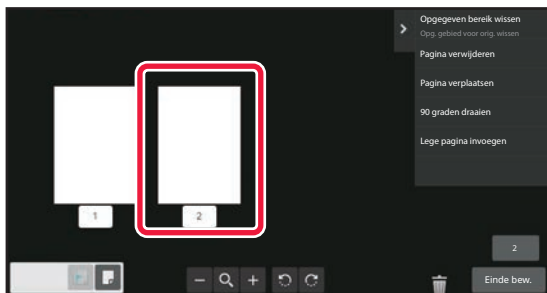 Opgegeven bereik wissen
Opg. gebied voor orig. wissen
Pagina verwijderen
Pagina verplaatsen
90 graden draaien
Lege pagina invoegen
1
2
2
Einde bew.